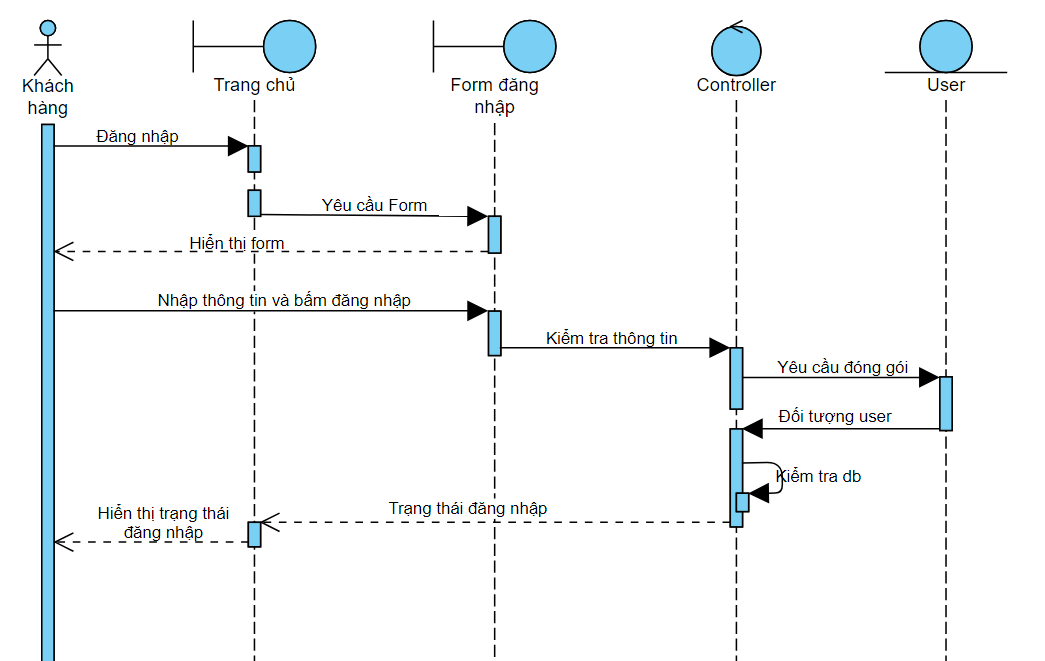 Khách
hàng
Trang chủ
Form đăng
nhập
Controller
User
Đăng nhập
Yêu cầu Form
Hiển thị form
Nhập thông tin và bấm đăng nhập
Kiểm tra thông tin
Yêu cầu đóng gói
Đối tượng user
Kiểm tra db
Trạng thái đăng nhập
Hiển thị trạng thái
đăng nhập